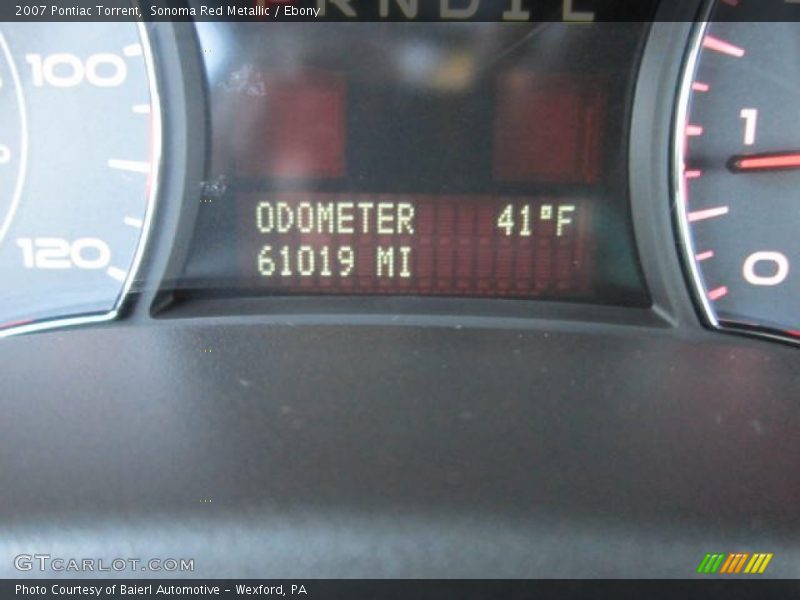 2007 Pontiac Torrent, Sonoma Red Metallic / Ebony
RND1L
100
1
ODOMETER 41°F
120
61019 MI
0
GTCARLOT.COM
Photo Courtesy of Baierl Automotive - Wexford, PA